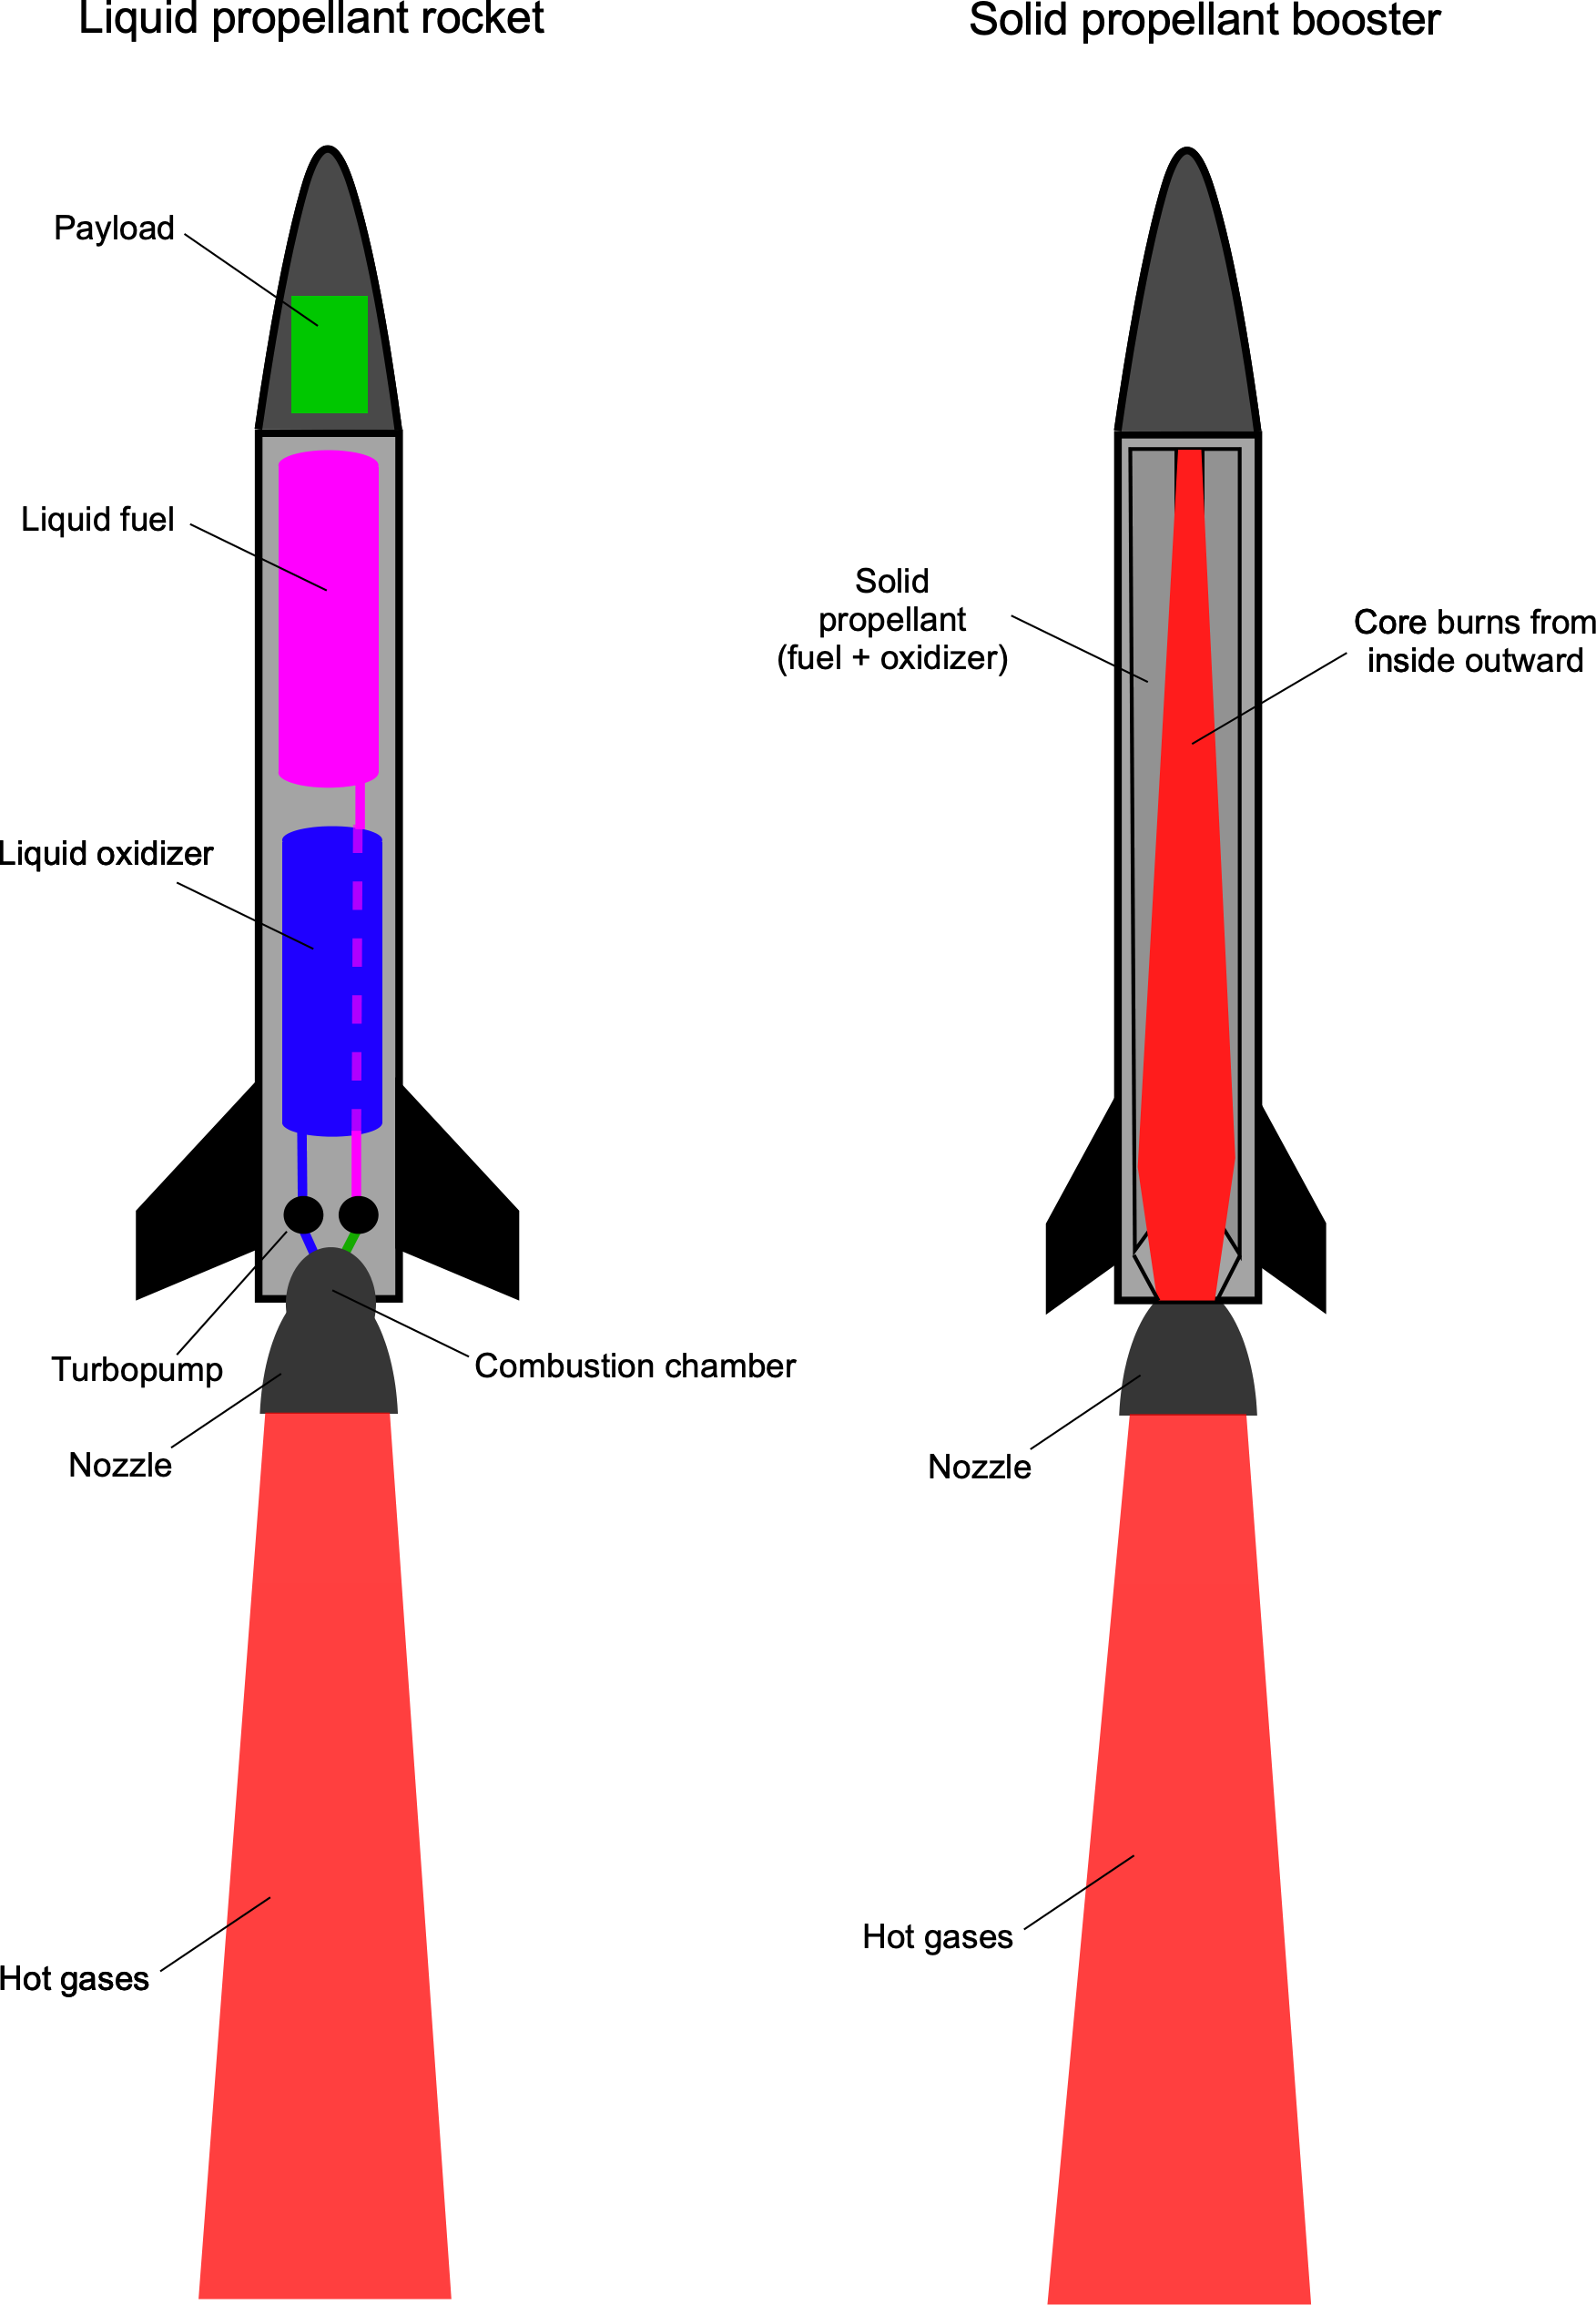 Liquid propellant rocket
Payload
Liquid fuel
Liquid oxidizer
Turbopump
Combustion chamber
Nozzle
Hot gases
Solid propellant booster
Solid
propellant
(fuel + oxidizer)
Core burns from
inside outward
Nozzle
Hot gases